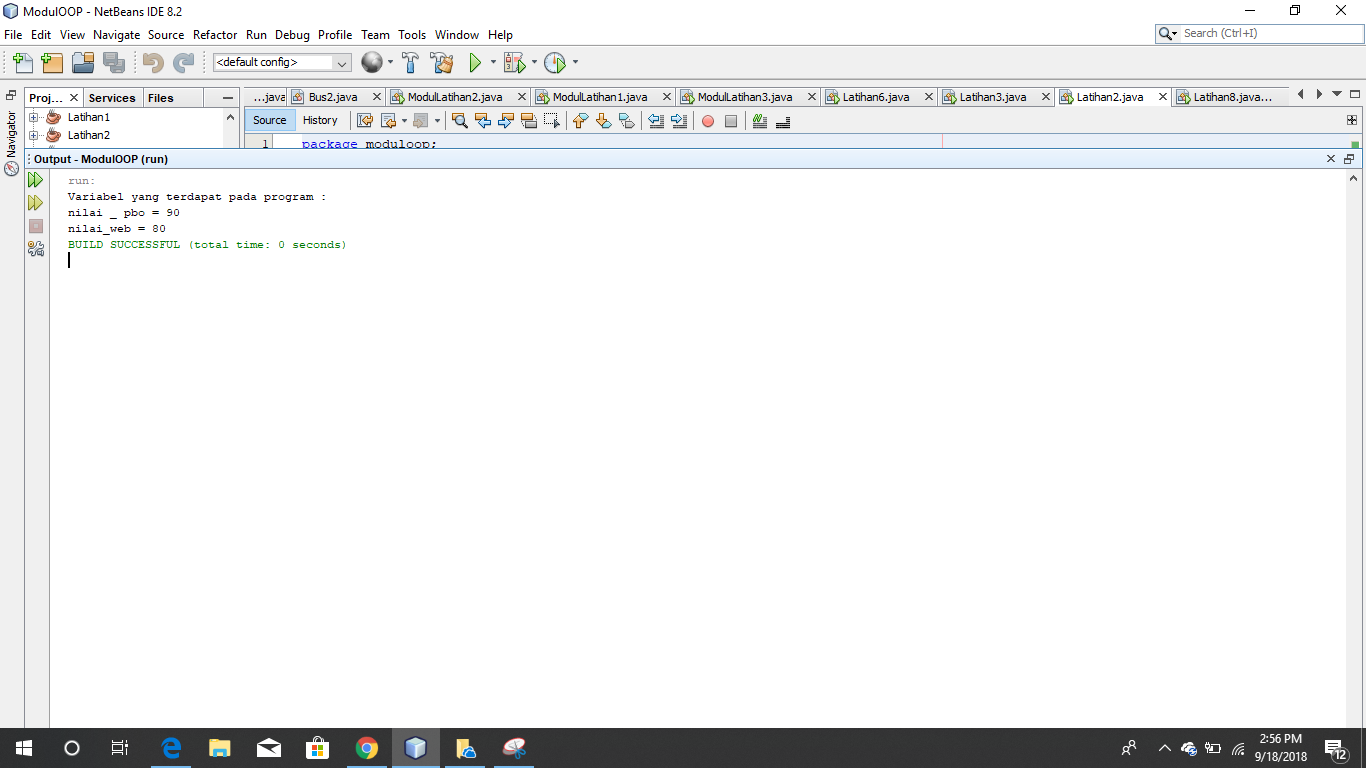 ModulOOP - NetBeans IDE 8.2
File Edit View Navigate Source Refactor Run Debug Profile Team Tools Window Help
Search (Ctrl+I)
<default config>
Proj... Services Files
...java Bus2.java ModulLatihan2.java ModulLatihan1.java ModulLatihan3.java Latihan6.java Latihan3.java Latihan2.java Latihan8.java...
Navigator
Latihan1
Latihan2
Source History
1 package moduloop;
Output - ModulOOP (run)
run:
Variabel yang terdapat pada program :
nilai _ pbo = 90
nilai_web = 80
BUILD SUCCESSFUL (total time: 0 seconds)
2:56 PM
9/18/2018
12